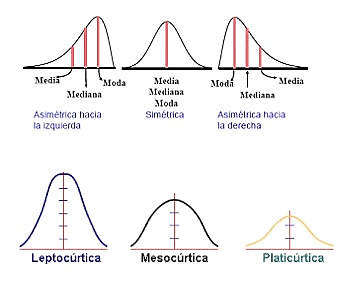 Media
Mediana
Moda
Asimétrica hacia
la izquierda
Media
Mediana
Moda
Simétrica
Moda
Mediana
Media
Asimétrica hacia
la derecha
Leptocúrtica
Mesocúrtica
Platicúrtica